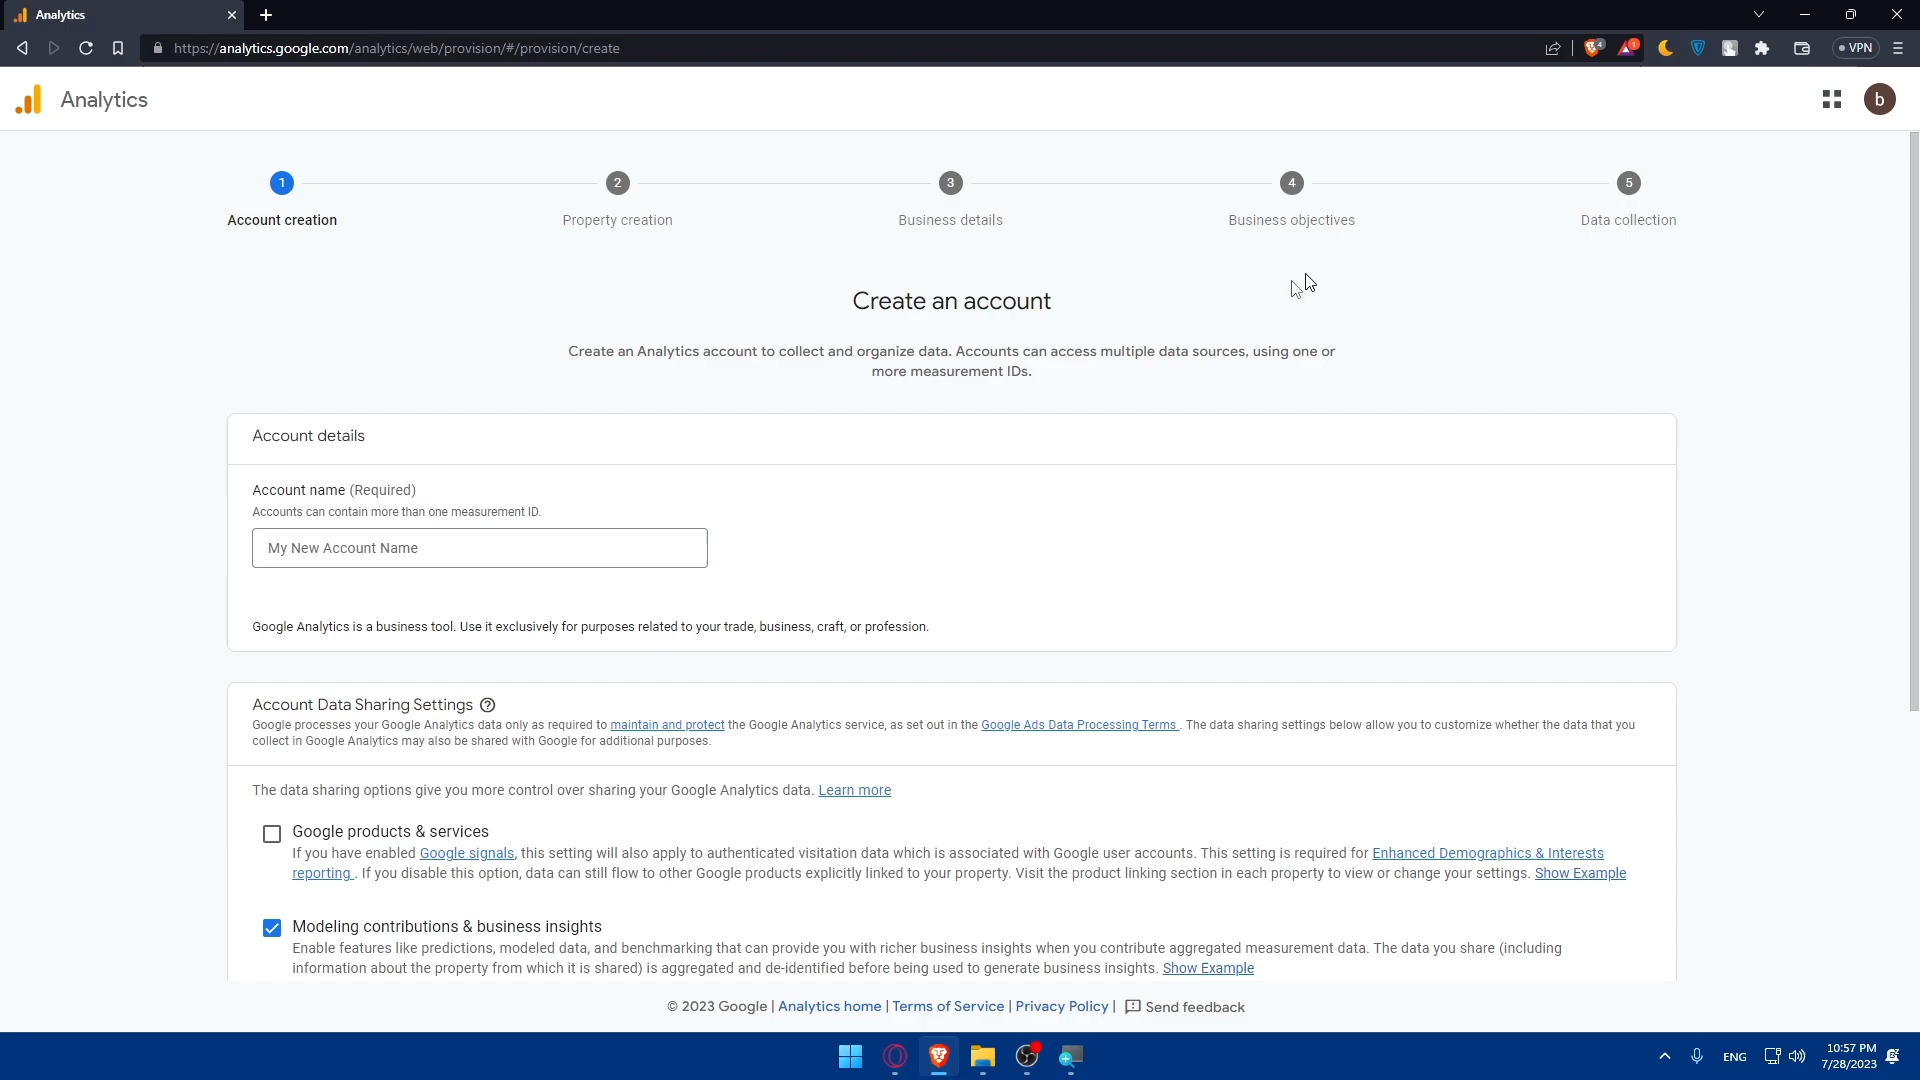 Analytics
https://analytics.google.com/analytics/web/provision/#/provision/create
4
1
VPN
Analytics
b
1
2
3
4
5
Account creation
Property creation
Business details
Business objectives
Data collection
Create an account
Create an Analytics account to collect and organize data. Accounts can access multiple data sources, using one or
more measurement IDs.
Account details
Account name (Required)
Accounts can contain more than one measurement ID.
My New Account Name
Google Analytics is a business tool. Use it exclusively for purposes related to your trade, business, craft, or profession.
Account Data Sharing Settings
Google processes your Google Analytics data only as required to maintain and protect the Google Analytics service, as set out in the Google Ads Data Processing Terms . The data sharing settings below allow you to customize whether the data that you
collect in Google Analytics may also be shared with Google for additional purposes.
The data sharing options give you more control over sharing your Google Analytics data. Learn more
Google products & services
If you have enabled Google signals, this setting will also apply to authenticated visitation data which is associated with Google user accounts. This setting is required for Enhanced Demographics & Interests
reporting . If you disable this option, data can still flow to other Google products explicitly linked to your property. Visit the product linking section in each property to view or change your settings. Show Example
Modeling contributions & business insights
Enable features like predictions, modeled data, and benchmarking that can provide you with richer business insights when you contribute aggregated measurement data. The data you share (including
information about the property from which it is shared) is aggregated and de-identified before being used to generate business insights. Show Example
© 2023 Google | Analytics home | Terms of Service | Privacy Policy | Send feedback
ENG
10:57 PM
7/28/2023